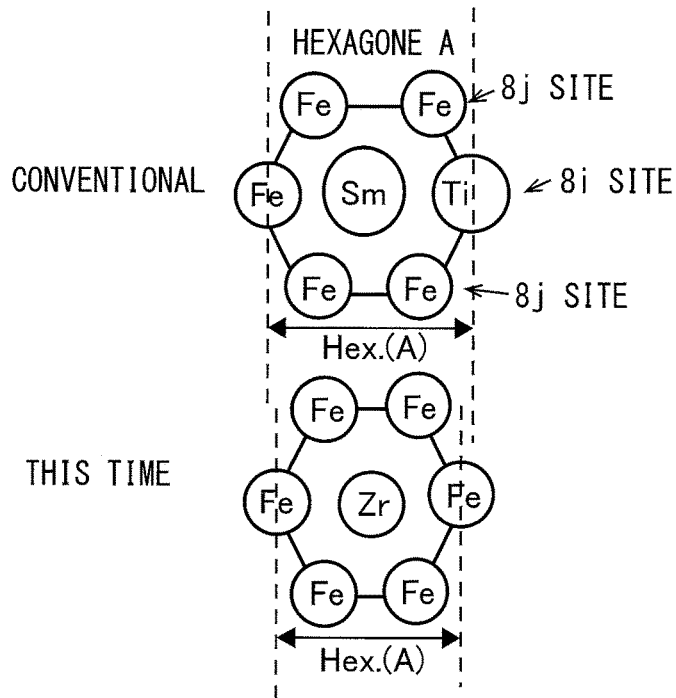 HEXAGONE A
Fe Fe
8j SITE
CONVENTIONAL
Fe Sm Ti
8i SITE
Fe Fe
8j SITE
Hex.(A)
Fe Fe
THIS TIME
Fe Zr Fe
Fe Fe
Hex.(A)